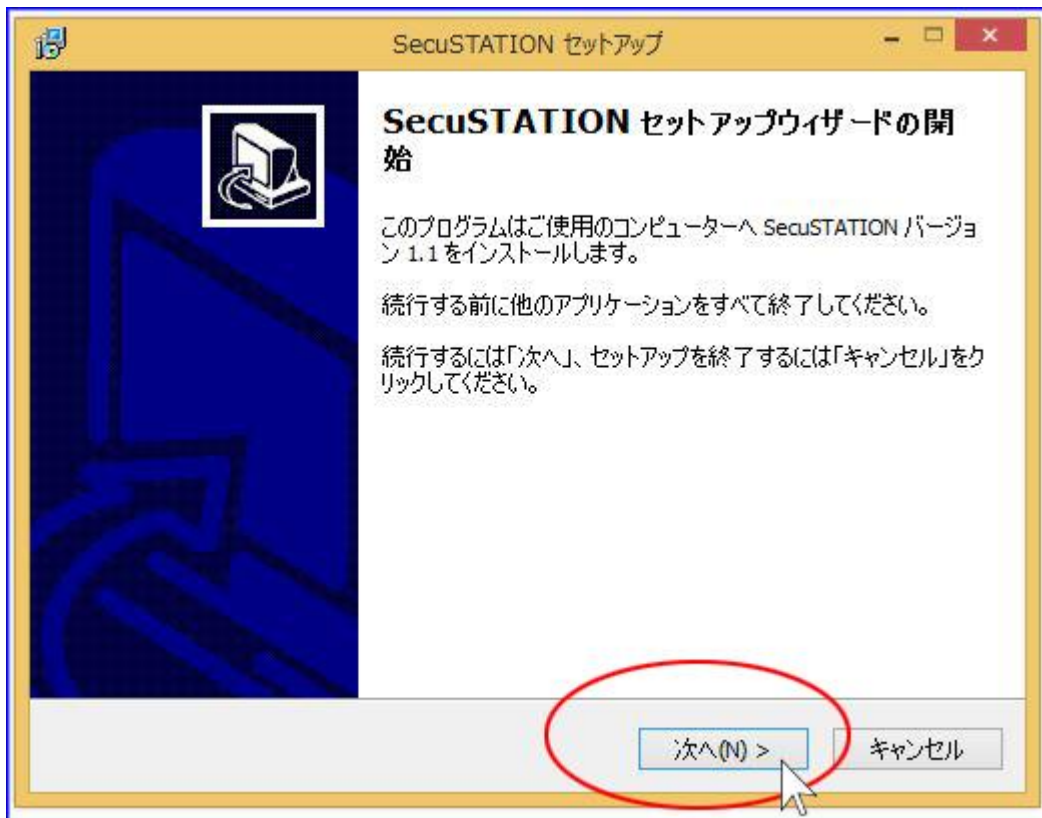 SecuSTATION セットアップ
SecuSTATION セットアップウィザードの開
始
このプログラムはご使用のコンピューターへ SecuSTATION バージョ
ン 1.1 をインストールします。
続行する前に他のアプリケーションをすべて終了してください。
続行するには「次へ」、セットアップを終了するには「キャンセル」をク
リックしてください。
次へ(N) >
キャンセル